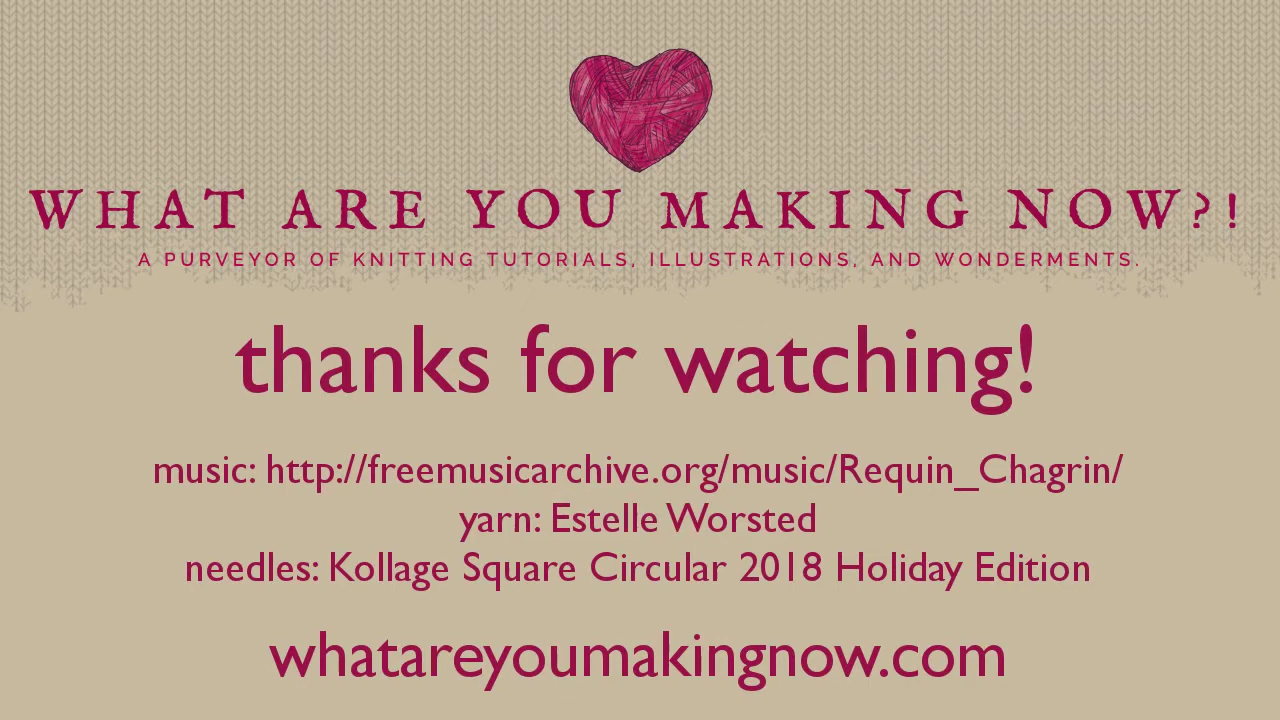 WHAT ARE YOU MAKING NOW?!
A PURVEYOR OF KNITTING TUTORIALS, ILLUSTRATIONS, AND WONDERMENTS.
thanks for watching!
music: http://freemusicarchive.org/music/Requin_Chagrin/
yarn: Estelle Worsted
needles: Kollage Square Circular 2018 Holiday Edition
whatareyoumakingnow.com